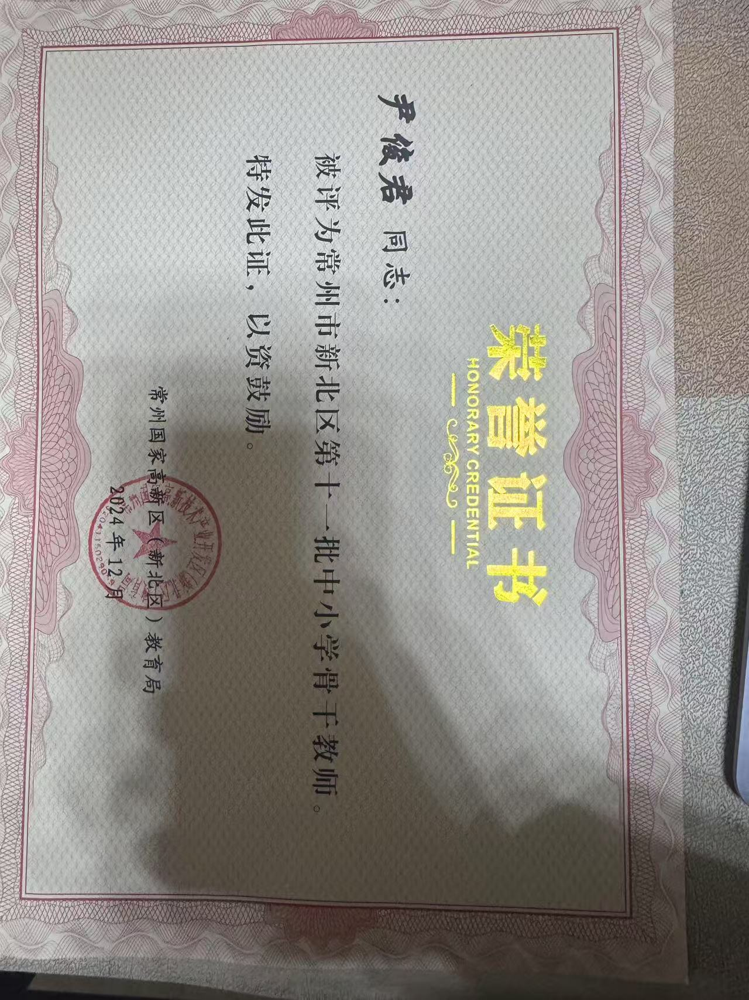 荣誉证书
HONORARY CREDENTIAL
尹俊君 同志：
被评为常州市新北区第十一批中小学骨干教师。
特发此证，以资鼓励。
常州国家高新区（新北区）教育局
2024年12月